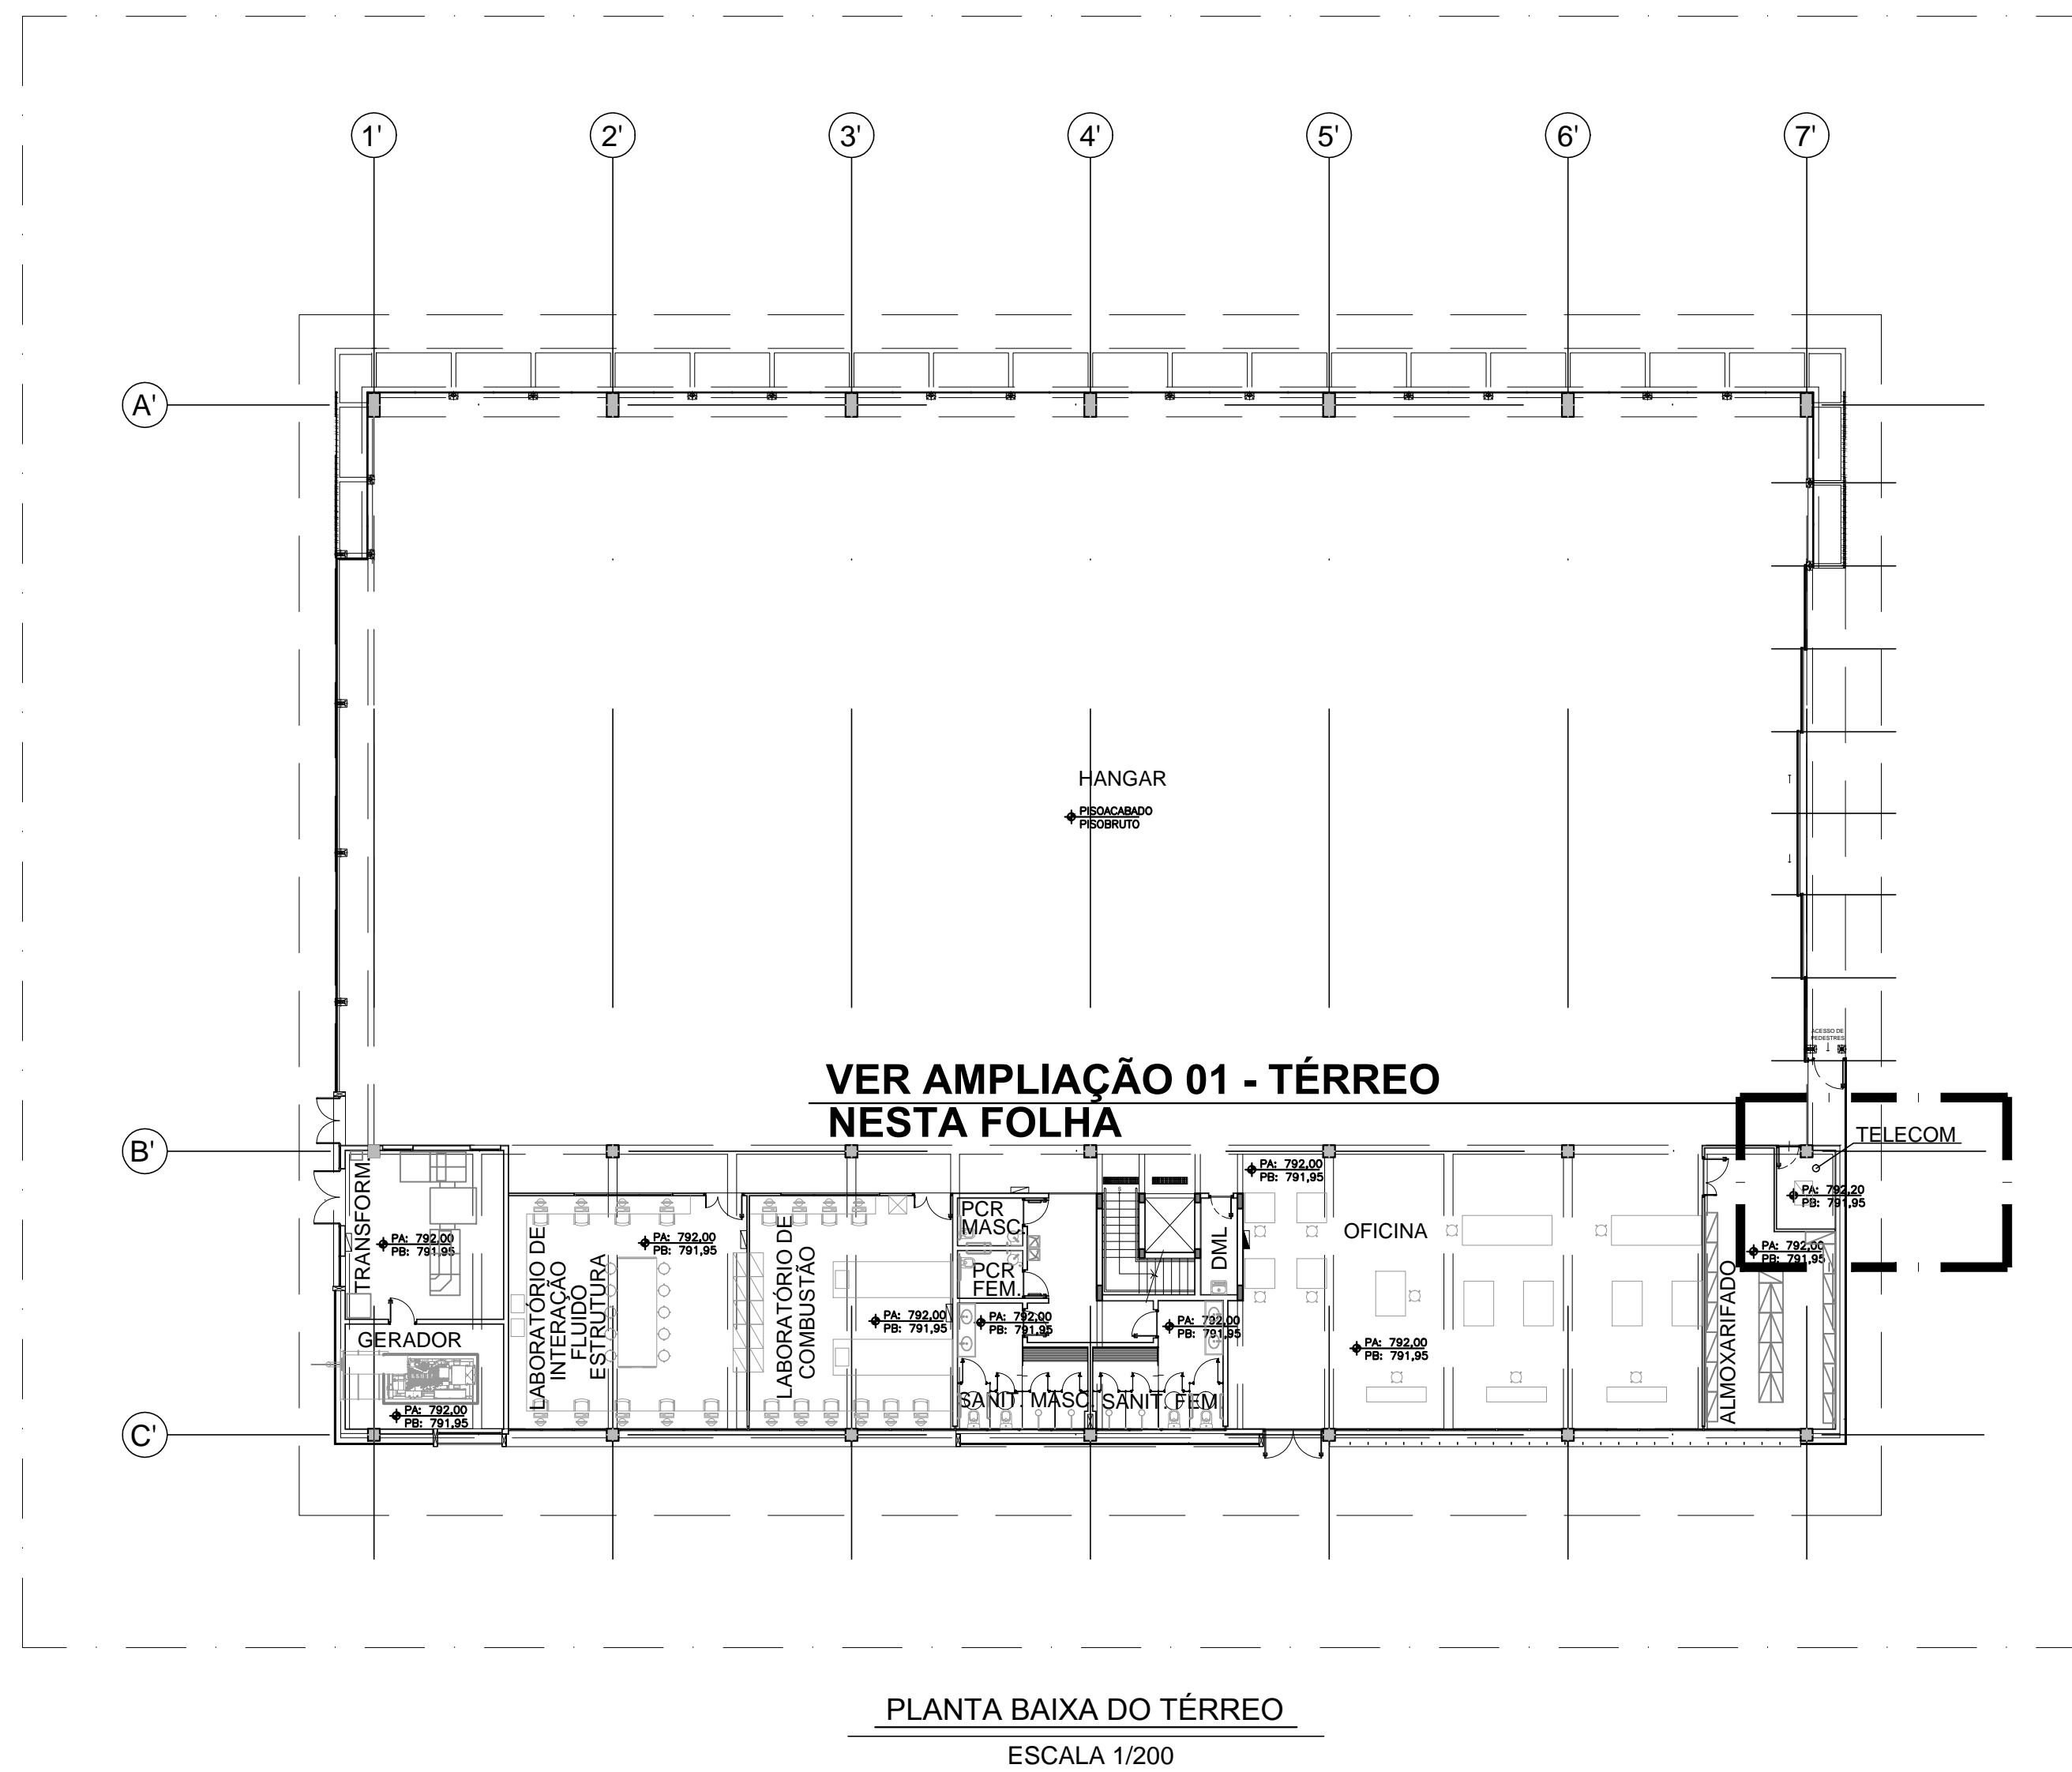 1'
2'
3'
4'
5'
6'
7'
A'
HANGAR
PISOACABADO
PISOBRUTO
ACESSO DE
PEDESTRES
VER AMPLIAÇÃO 01 - TÉRREO
NESTA FOLHA
B'
TELECOM
TRANSFORM.
PA: 792,00
PB: 791,95
GERADOR
PA: 792,00
PB: 791,95
LABORATÓRIO DE
INTERAÇÃO
FLUIDO
ESTRUTURA
PA: 792,00
PB: 791,95
LABORATÓRIO DE
COMBUSTÃO
PA: 792,00
PB: 791,95
PCR
MASC.
PCR
FEM.
PA: 792,00
PB: 791,95
SANIT. MASC.
PA: 792,00
PB: 791,95
SANIT. FEM.
DML
PA: 792,00
PB: 791,95
OFICINA
PA: 792,00
PB: 791,95
ALMOXARIFADO
PA: 792,00
PB: 791,95
PA: 792,20
PB: 791,95
C'
PLANTA BAIXA DO TÉRREO
ESCALA 1/200